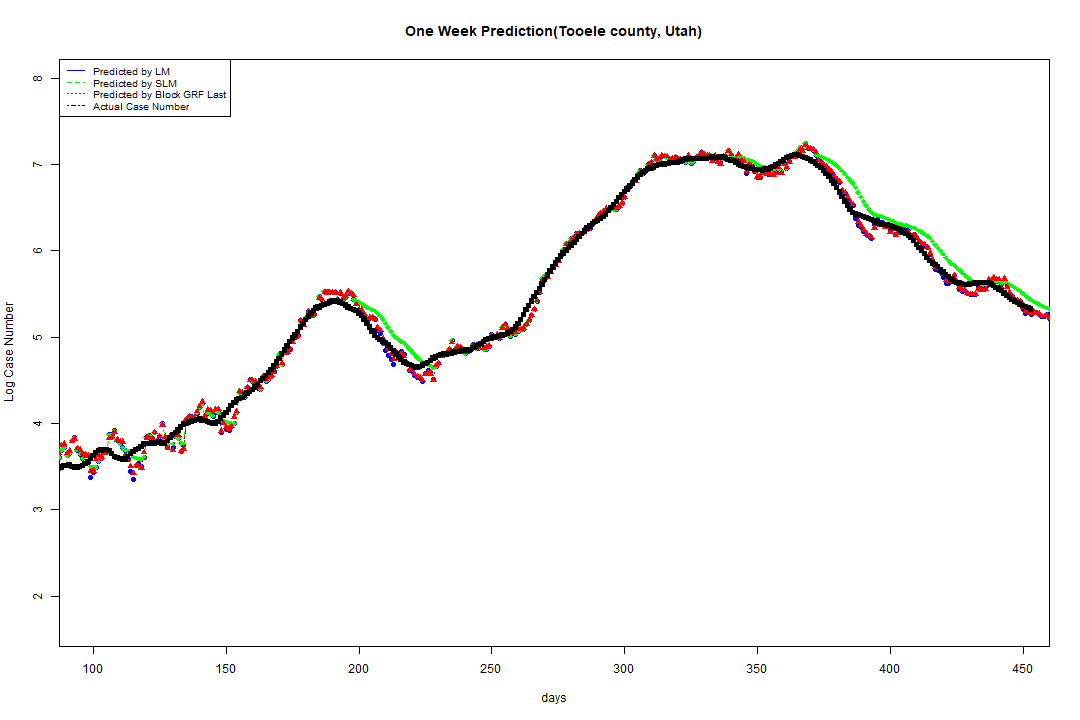 One Week Prediction(Tooele county, Utah)
Predicted by LM
Predicted by SLM
Predicted by Block GRF Last
Actual Case Number
8
7
6
5
4
3
2
Log Case Number
100 150 200 250 300 350 400 450
days